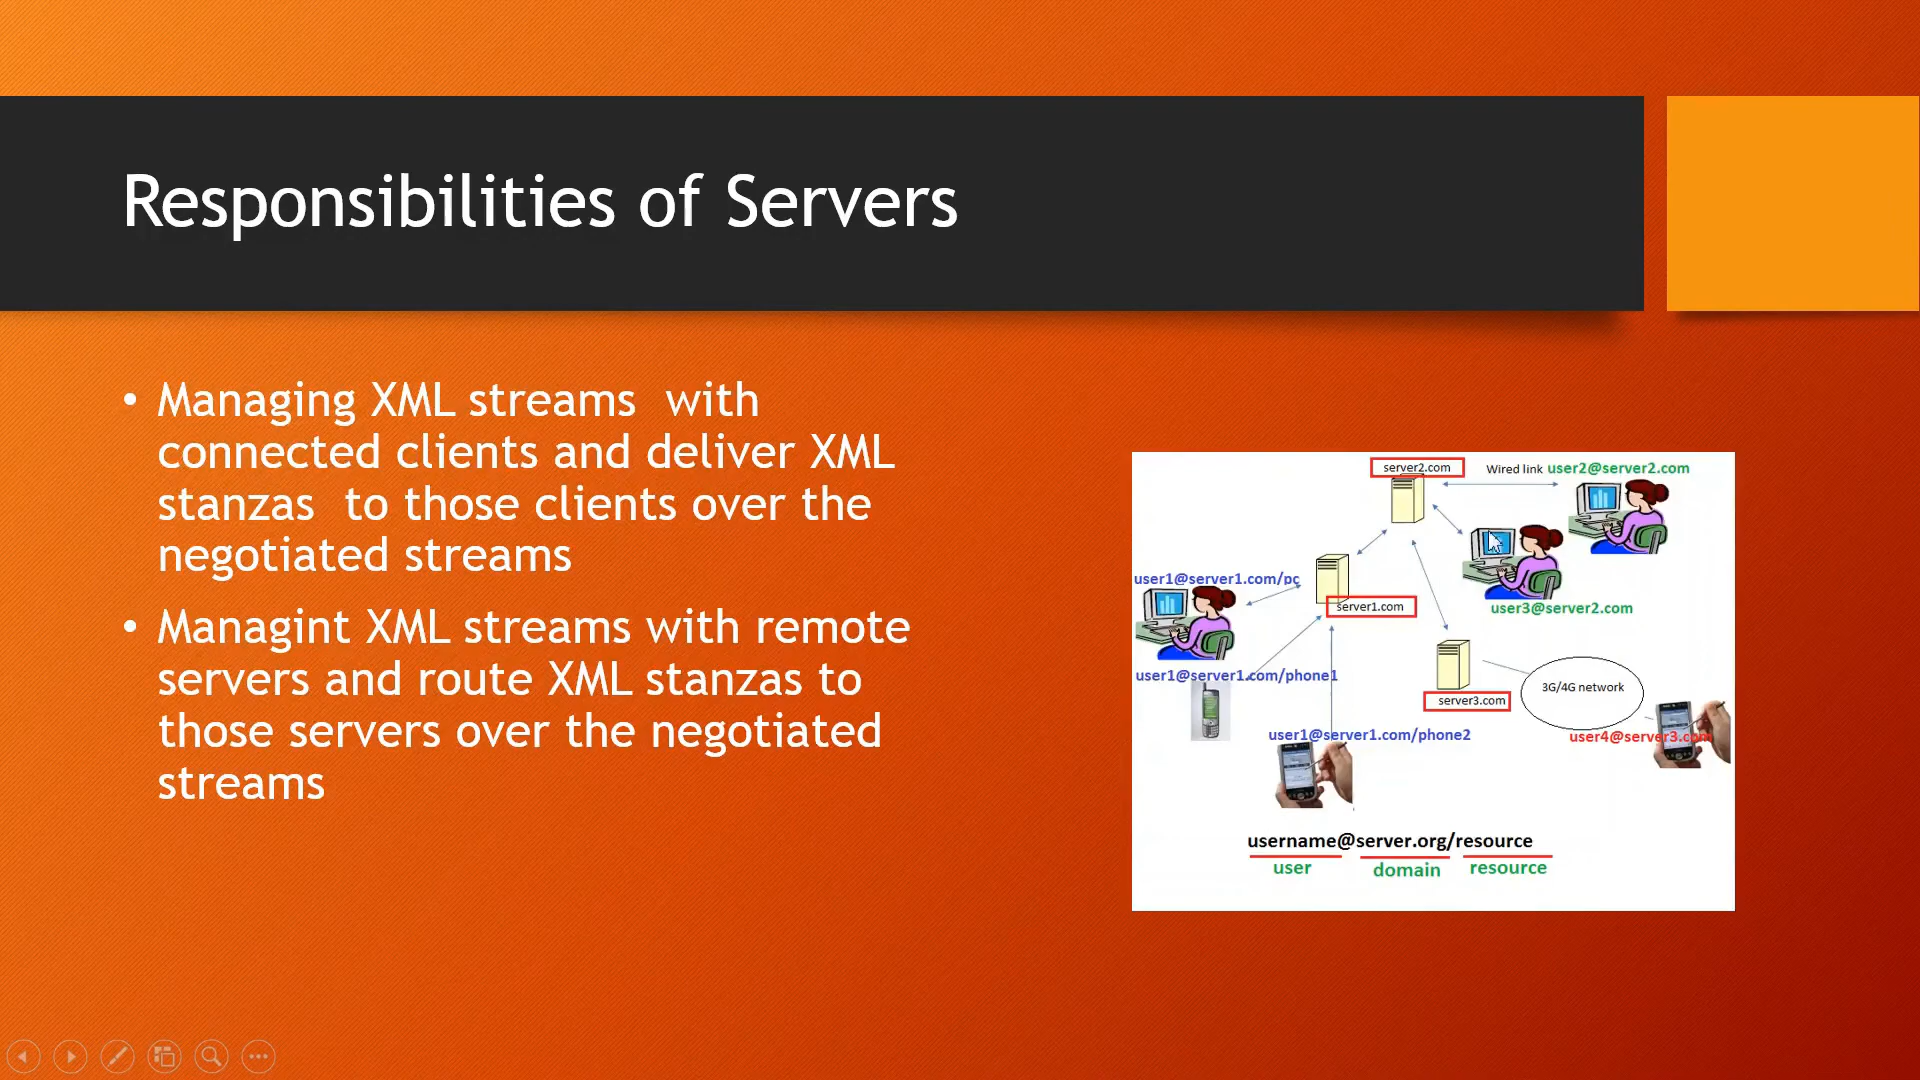 Responsibilities of Servers
• Managing XML streams  with
connected clients and deliver XML
stanzas  to those clients over the
negotiated streams
• Managint XML streams with remote
servers and route XML stanzas to
those servers over the negotiated
streams
server2.com
Wired link user2@server2.com
user1@server1.com/pc
server1.com
user3@server2.com
user1@server1.com/phone1
3G/4G network
server3.com
user1@server1.com/phone2
user4@server3.com
username@server.org/resource
user domain resource